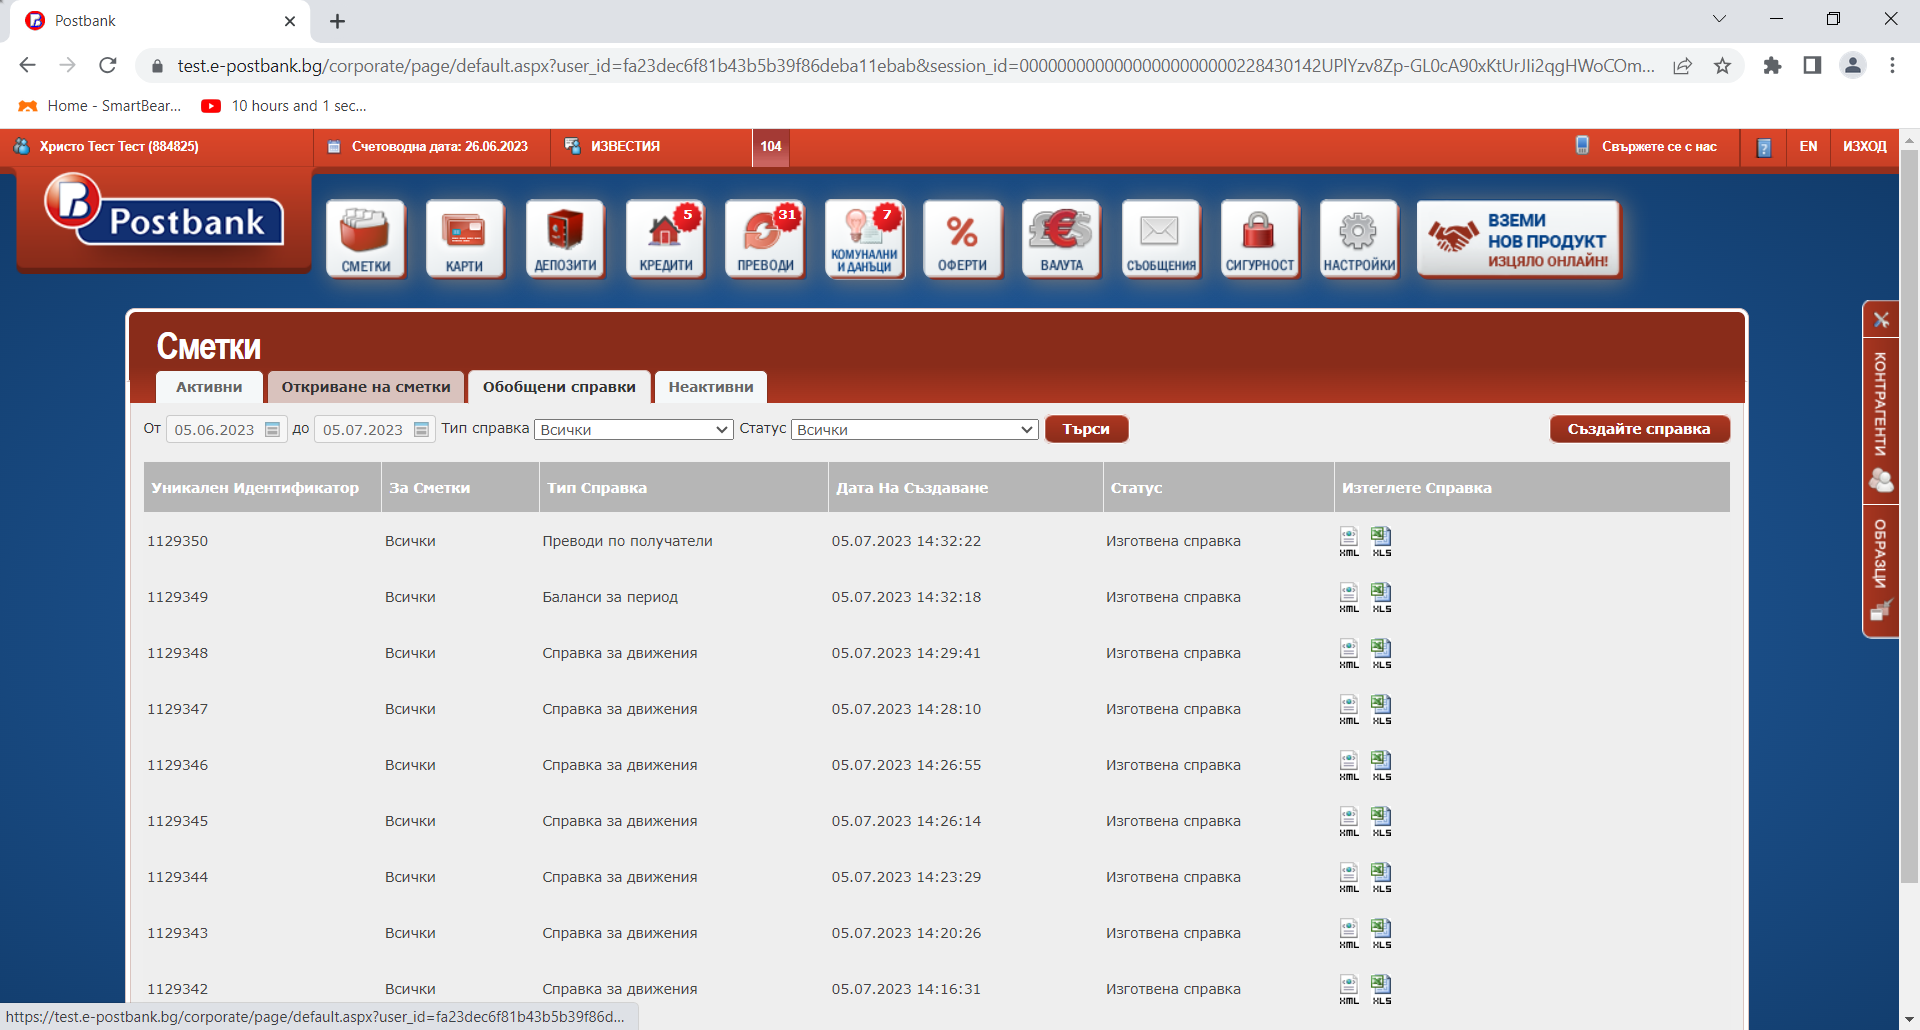 Postbank
test.e-postbank.bg/corporate/page/default.aspx?user_id=fa23dec6f81b43b5b39f86deba11ebab&session_id=
Home - SmartBear...
10 hours and 1 sec...
Христо Тест Тест (884825)
Счетоводна дата: 26.06.2023
ИЗВЕСТИЯ
104
Свържете се с нас
EN
ИЗХОД
Postbank
СМЕТКИ
КАРТИ
ДЕПОЗИТИ
5
КРЕДИТИ
31
ПРЕВОДИ
7
КОМУНАЛНИ
И ДАНЪЦИ
ОФЕРТИ
ВАЛУТА
СЪОБЩЕНИЯ
СИГУРНОСТ
НАСТРОЙКИ
ВЗЕМИ
НОВ ПРОДУКТ
ИЗЦЯЛО ОНЛАЙН!
КОНТРАГЕНТИ
ОБРАЗЦИ
Сметки
Активни
Откриване на сметки
Обобщени справки
Неактивни
От 05.06.2023 до 05.07.2023 Тип справка Всички Статус Всички Търси Създайте справка
Уникален Идентификатор За Сметки Тип Справка Дата На Създаване Статус Изтеглете Справка
1129350 Всички Преводи по получатели 05.07.2023 14:32:22 Изготвена справка XML XLS
1129349 Всички Баланси за период 05.07.2023 14:32:18 Изготвена справка XML XLS
1129348 Всички Справка за движения 05.07.2023 14:29:41 Изготвена справка XML XLS
1129347 Всички Справка за движения 05.07.2023 14:28:10 Изготвена справка XML XLS
1129346 Всички Справка за движения 05.07.2023 14:26:55 Изготвена справка XML XLS
1129345 Всички Справка за движения 05.07.2023 14:26:14 Изготвена справка XML XLS
1129344 Всички Справка за движения 05.07.2023 14:23:29 Изготвена справка XML XLS
1129343 Всички Справка за движения 05.07.2023 14:20:26 Изготвена справка XML XLS
1129342 Всички Справка за движения 05.07.2023 14:16:31 Изготвена справка XML XLS
https://test.e-postbank.bg/corporate/page/default.aspx?user_id=fa23dec6f81b43b5b39f86d...